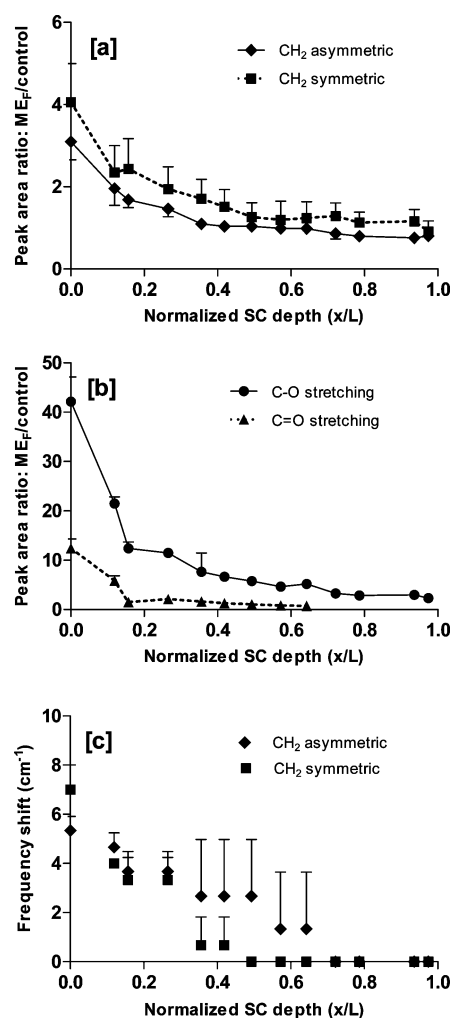 [a]
CH2 asymmetric
CH2 symmetric
Peak area ratio: MEF/control
6
4
2
0
0.0 0.2 0.4 0.6 0.8 1.0
Normalized SC depth (x/L)
[b]
C-O stretching
C=O stretching
Peak area ratio: MEF/control
50
40
30
20
10
0
0.0 0.2 0.4 0.6 0.8 1.0
Normalized SC depth (x/L)
[c]
CH2 asymmetric
CH2 symmetric
Frequency shift (cm-1)
10
8
6
4
2
0
0.0 0.2 0.4 0.6 0.8 1.0
Normalized SC depth (x/L)